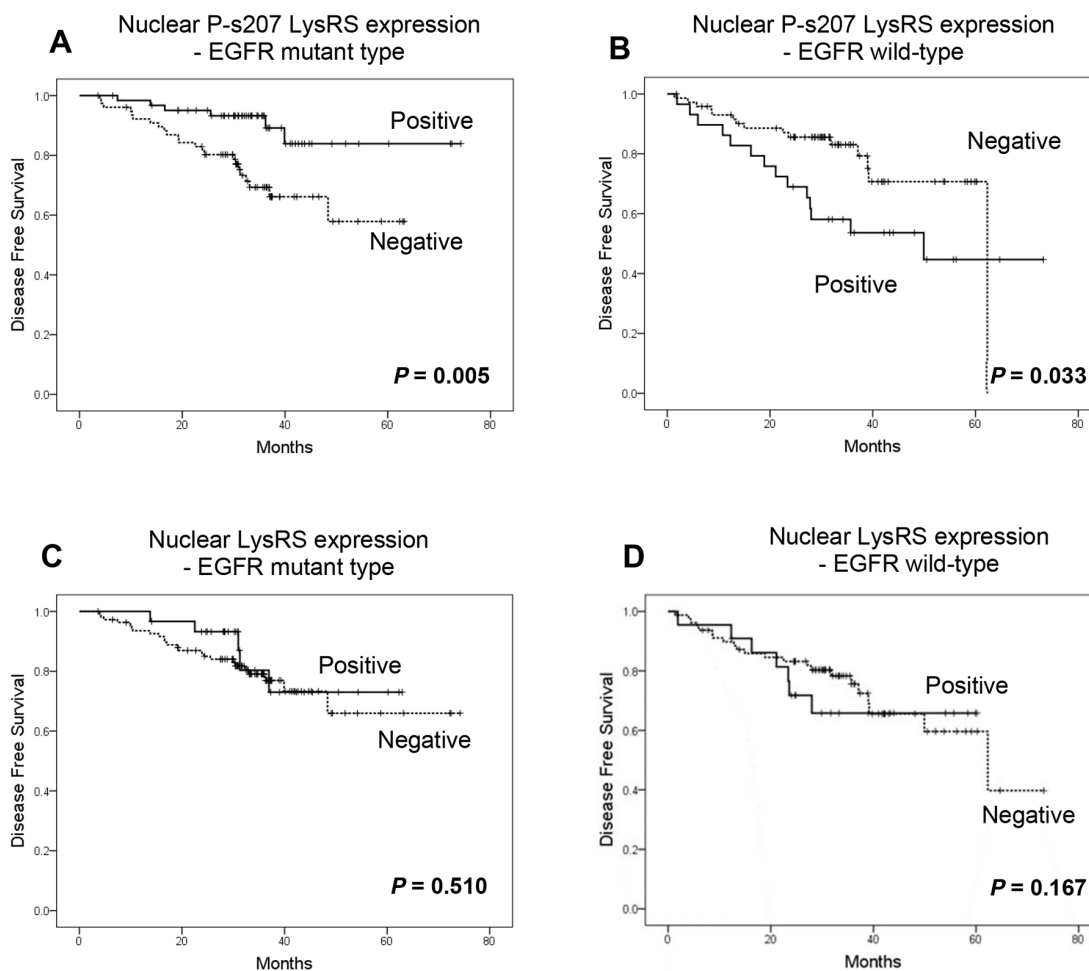 A
Nuclear P-s207 LysRS expression
- EGFR mutant type
Disease Free Survival
1.0
0.8
0.6
0.4
0.2
0.0
Positive
Negative
P = 0.005
0 20 40 60 80
Months
B
Nuclear P-s207 LysRS expression
- EGFR wild-type
Disease Free Survival
1.0
0.8
0.6
0.4
0.2
0.0
Negative
Positive
P = 0.033
0 20 40 60 80
Months
C
Nuclear LysRS expression
- EGFR mutant type
Disease Free Survival
1.0
0.8
0.6
0.4
0.2
0.0
Positive
Negative
P = 0.510
0 20 40 60 80
Months
D
Nuclear LysRS expression
- EGFR wild-type
Disease Free Survival
1.0
0.8
0.6
0.4
0.2
0.0
Positive
Negative
P = 0.167
0 20 40 60 80
Months